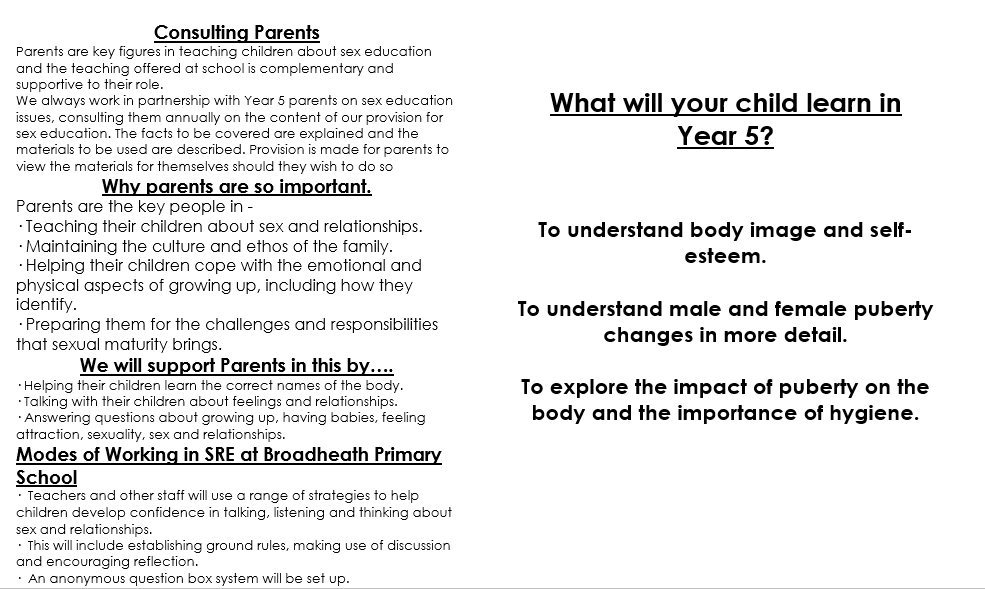 Consulting Parents
Parents are key figures in teaching children about sex education
and the teaching offered at school is complementary and
supportive to their role.
We always work in partnership with Year 5 parents on sex education
issues, consulting them annually on the content of our provision for
sex education. The facts to be covered are explained and the
materials to be used are described. Provision is made for parents to
view the materials for themselves should they wish to do so
Why parents are so important.
Parents are the key people in -
· Teaching their children about sex and relationships.
· Maintaining the culture and ethos of the family.
· Helping their children cope with the emotional and
physical aspects of growing up, including how they
identify.
· Preparing them for the challenges and responsibilities
that sexual maturity brings.
We will support Parents in this by….
· Helping their children learn the correct names of the body.
· Talking with their children about feelings and relationships.
· Answering questions about growing up, having babies, feeling
attraction, sexuality, sex and relationships.
Modes of Working in SRE at Broadheath Primary
School
· Teachers and other staff will use a range of strategies to help
children develop confidence in talking, listening and thinking about
sex and relationships.
· This will include establishing ground rules, making use of discussion
and encouraging reflection.
· An anonymous question box system will be set up.
What will your child learn in
Year 5?
To understand body image and self-
esteem.
To understand male and female puberty
changes in more detail.
To explore the impact of puberty on the
body and the importance of hygiene.